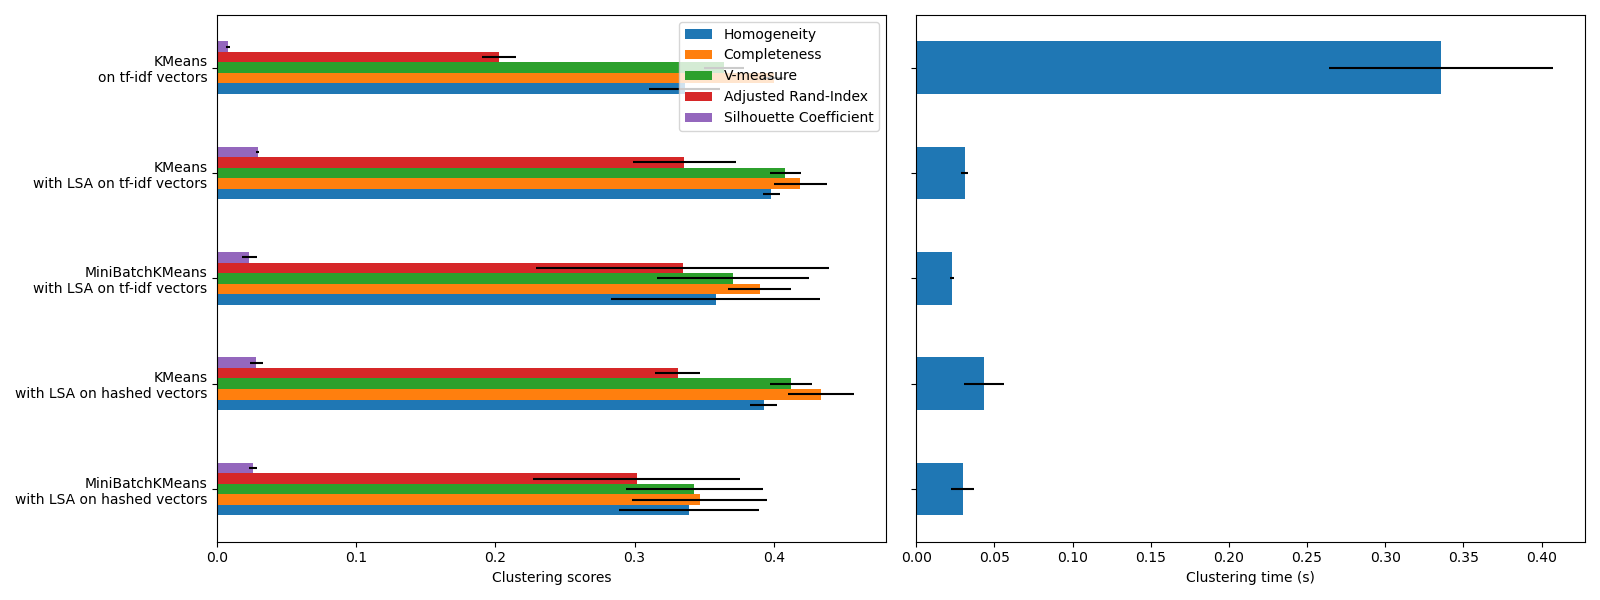 KMeans
on tf-idf vectors
KMeans
with LSA on tf-idf vectors
MiniBatchKMeans
with LSA on tf-idf vectors
KMeans
with LSA on hashed vectors
MiniBatchKMeans
with LSA on hashed vectors
Homogeneity
Completeness
V-measure
Adjusted Rand-Index
Silhouette Coefficient
0.0 0.1 0.2 0.3 0.4
Clustering scores
0.00 0.05 0.10 0.15 0.20 0.25 0.30 0.35 0.40
Clustering time (s)